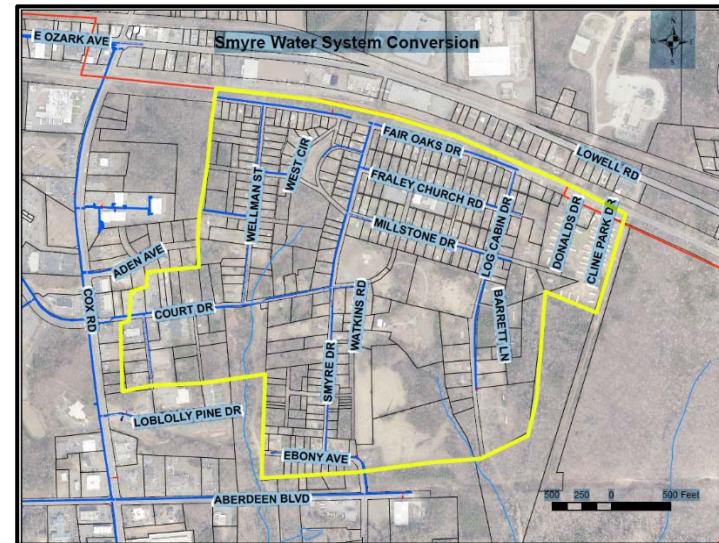 E OZARK AVE
Smyre Water System Conversion
N
W E
S
FAIR OAKS DR
LOWELL RD
WEST CIR
WELLMAN ST
FRALEY CHURCH RD
MILLSTONE DR
LOG CABIN DR
DONALDS DR
CLINE PARK DR
ADEN AVE
COX RD
COURT DR
WATKINS RD
BARRETT LN
SMYRE DR
LOBLOLLY PINE DR
EBONY AVE
ABERDEEN BLVD
500 250 0 500 Feet